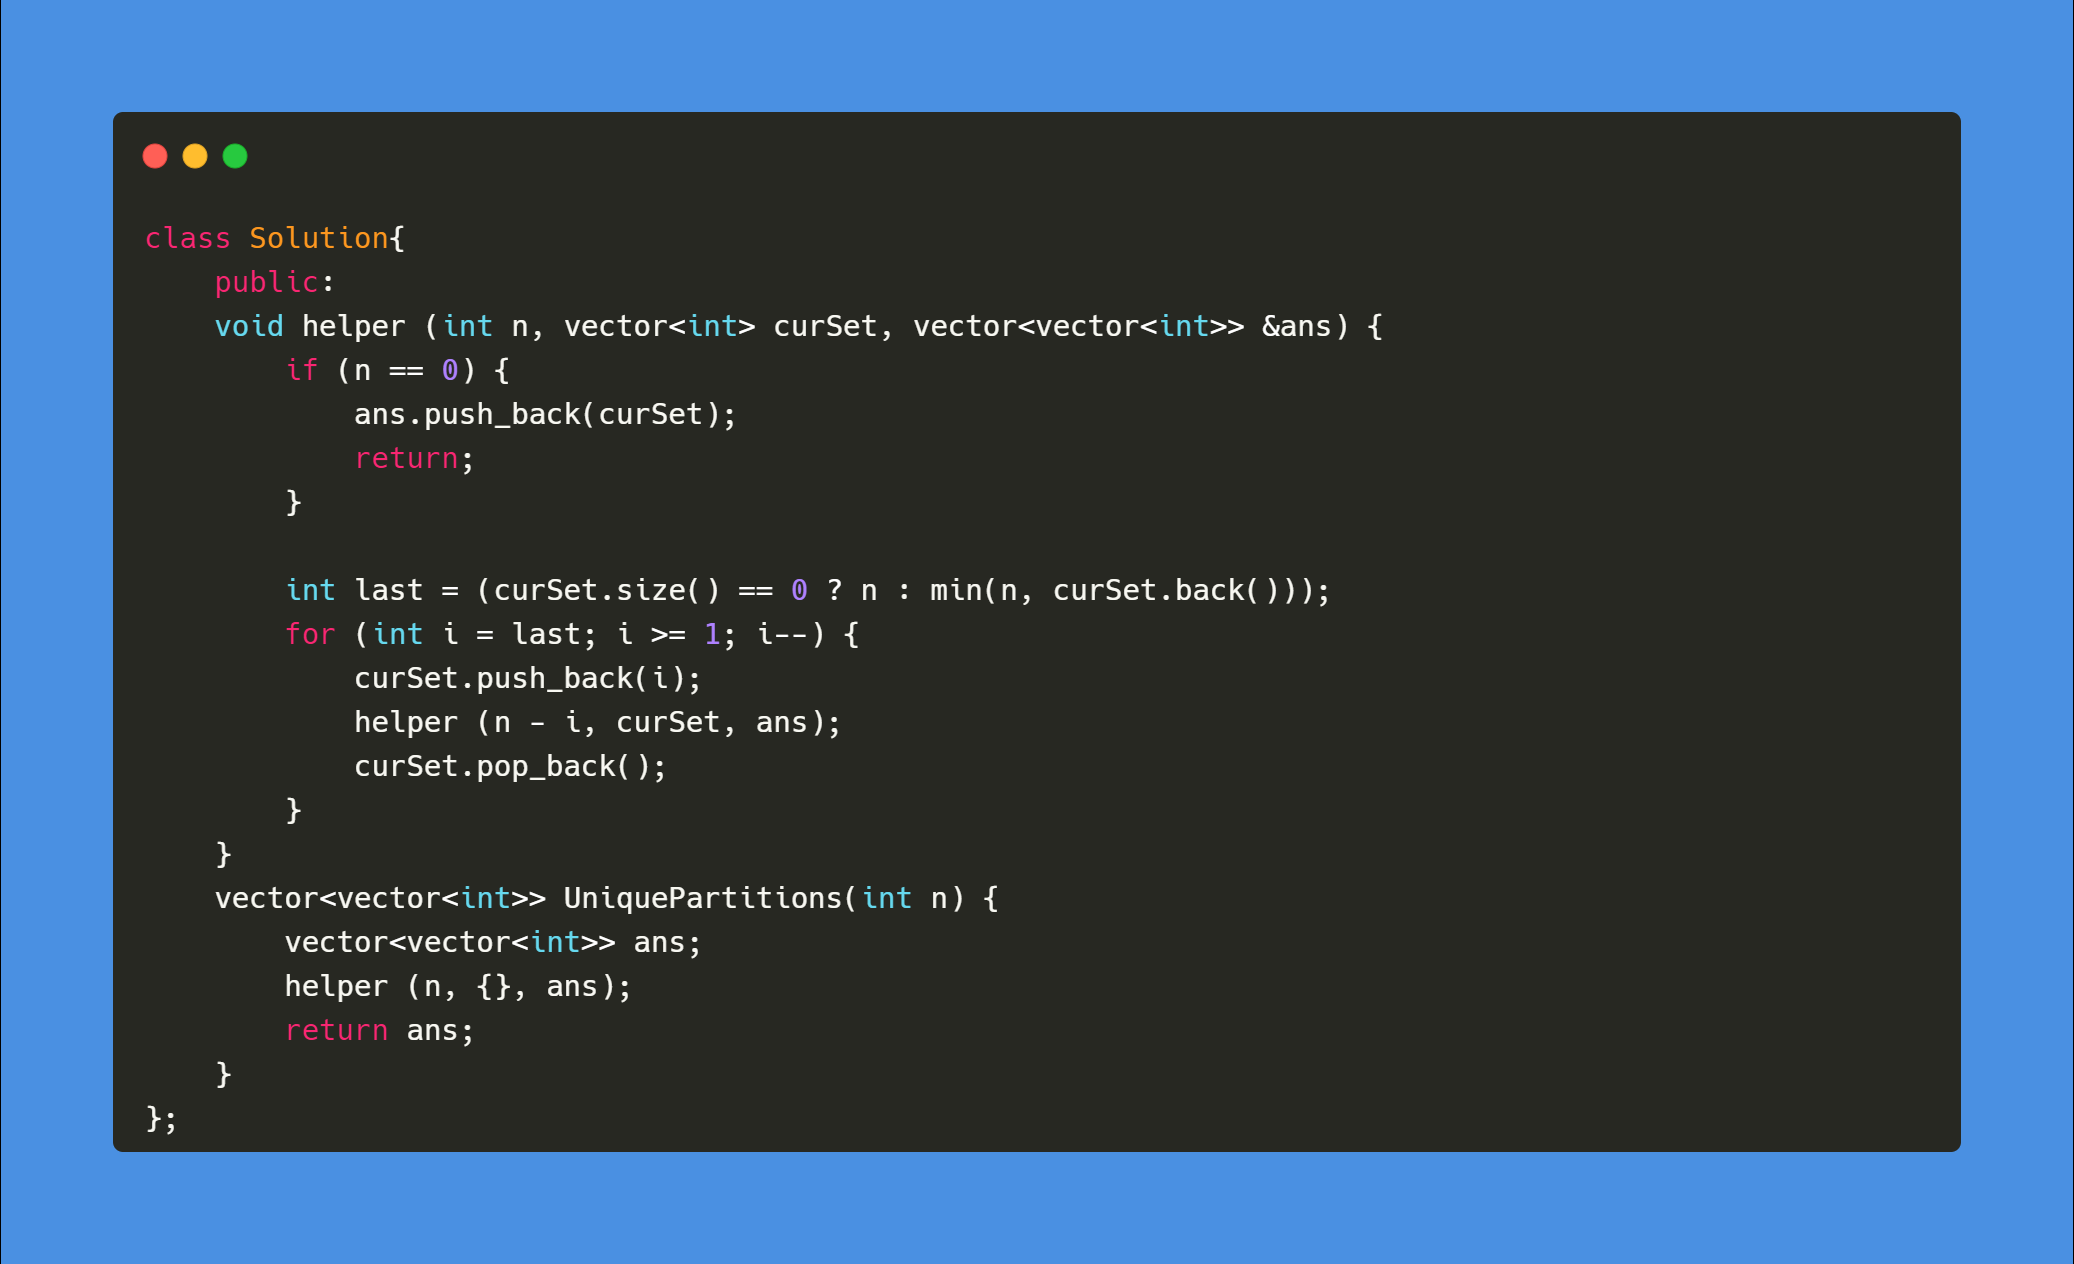 class Solution{
    public:
    void helper (int n, vector<int> curSet, vector<vector<int>> &ans) {
        if (n == 0) {
            ans.push_back(curSet);
            return;
        }

        int last = (curSet.size() == 0 ? n : min(n, curSet.back()));
        for (int i = last; i >= 1; i--) {
            curSet.push_back(i);
            helper (n - i, curSet, ans);
            curSet.pop_back();
        }
    }
    vector<vector<int>> UniquePartitions(int n) {
        vector<vector<int>> ans;
        helper (n, {}, ans);
        return ans;
    }
};